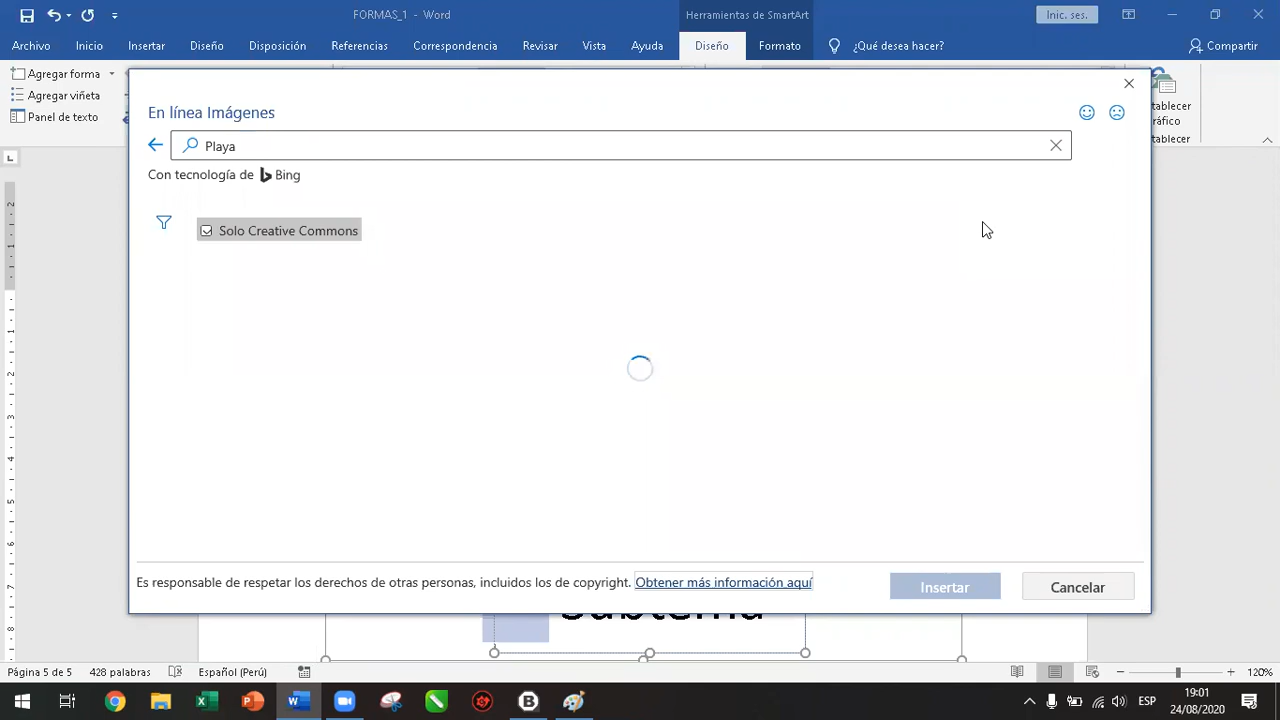 FORMAS_1 - Word
Herramientas de SmartArt
Inic. ses.
Archivo Inicio Insertar Diseño Disposición Referencias Correspondencia Revisar Vista Ayuda Diseño Formato ¿Qué desea hacer? Compartir
Agregar forma
Agregar viñeta
Panel de texto
En línea Imágenes
Playa
Con tecnología de Bing
Solo Creative Commons
Es responsable de respetar los derechos de otras personas, incluidos los de copyright. Obtener más información aquí
Insertar Cancelar
Subtema
Página 5 de 5 428 palabras Español (Perú) 120%
ESP
19:01
24/08/2020